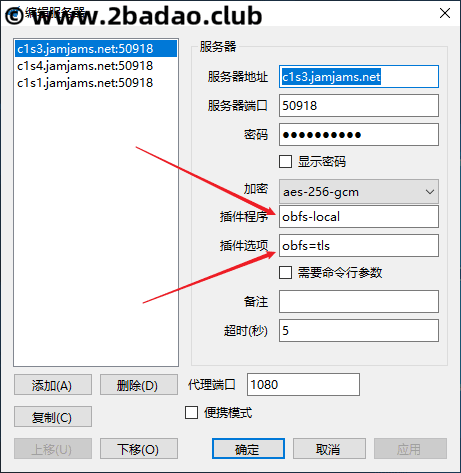 © www.2badao.club
编辑服务器
c1s3.jamjams.net:50918
c1s4.jamjams.net:50918
c1s1.jamjams.net:50918
服务器
服务器地址 c1s3.jamjams.net
服务器端口 50918
密码 ●●●●●●●●●●
显示密码
加密 aes-256-gcm
插件程序 obfs-local
插件选项 obfs=tls
需要命令行参数
备注
超时(秒) 5
添加(A) 删除(D) 代理端口 1080
复制(C) 便携模式
上移(U) 下移(O) 确定 取消 应用